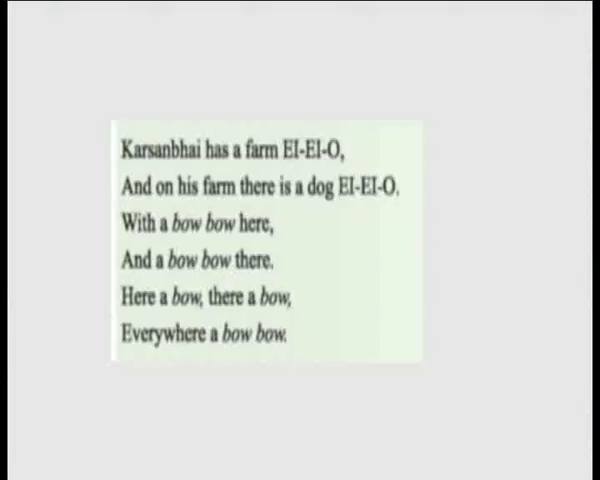 Karsanbhai has a farm EI-EI-O,
And on his farm there is a dog EI-EI-O.
With a bow bow here,
And a bow bow there.
Here a bow, there a bow,
Everywhere a bow bow.